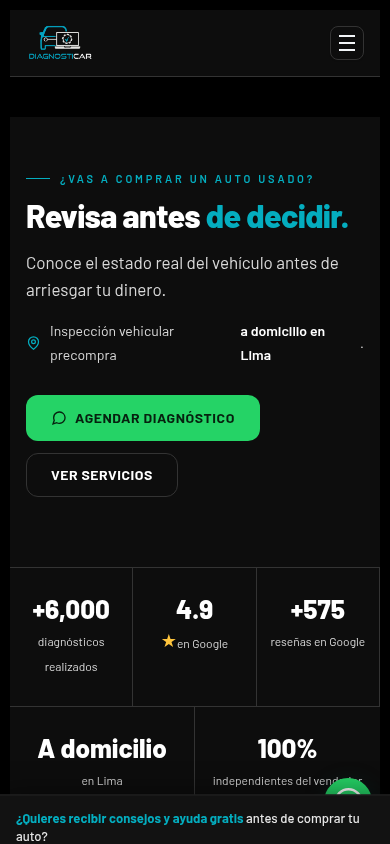 DIAGNOSTICAR
¿VAS A COMPRAR UN AUTO USADO?
Revisa antes de decidir.
Conoce el estado real del vehículo antes de
arriesgar tu dinero.
Inspección vehicular
precompra
a domicilio en
Lima
.
AGENDAR DIAGNÓSTICO
VER SERVICIOS
+6,000
diagnósticos
realizados
4.9
en Google
+575
reseñas en Google
A domicilio
en Lima
100%
independientes del vendedor
¿Quieres recibir consejos y ayuda gratis antes de comprar tu
auto?